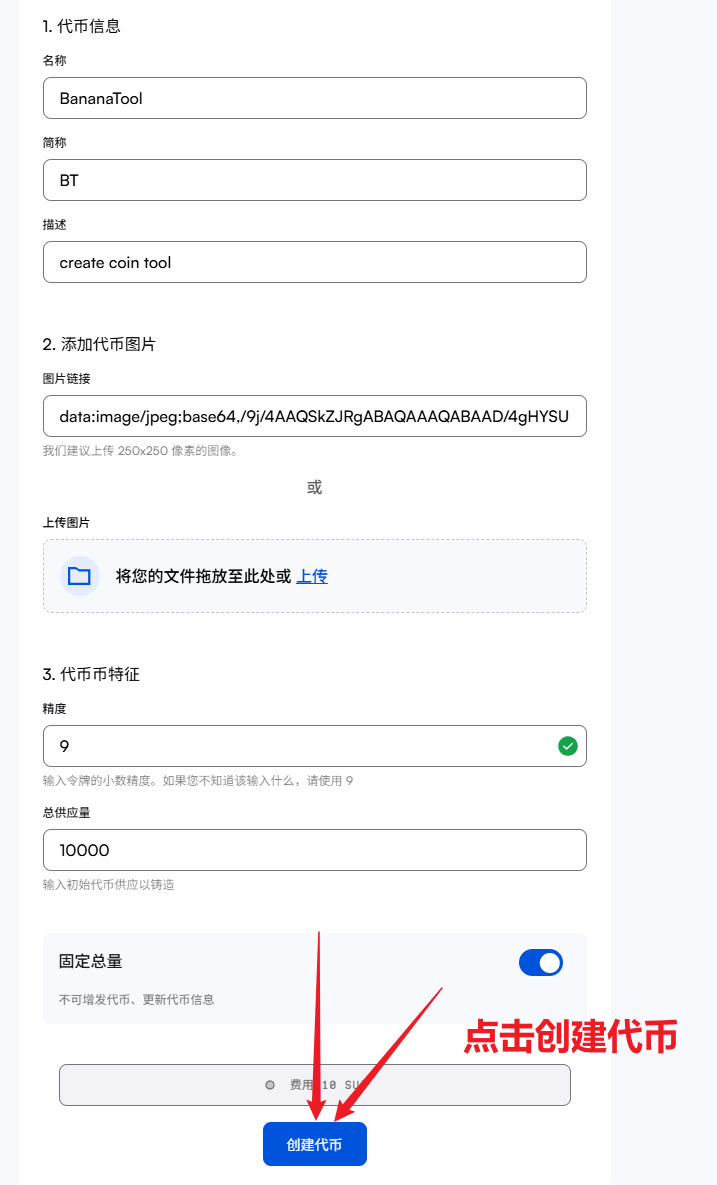 1. 代币信息
名称
BananaTool
简称
BT
描述
create coin tool
2. 添加代币图片
图片链接
data:image/jpeg;base64,/9j/4AAQSkZJRgABAQAAAQABAAD/4gHYSU
我们建议上传 250x250 像素的图像。
或
上传图片
将您的文件拖放至此处或 上传
3. 代币币特征
精度
9
输入令牌的小数精度。如果您不知道该输入什么，请使用 9
总供应量
10000
输入初始代币供应以铸造
固定总量
不可增发代币、更新代币信息
点击创建代币
费用 10
创建代币